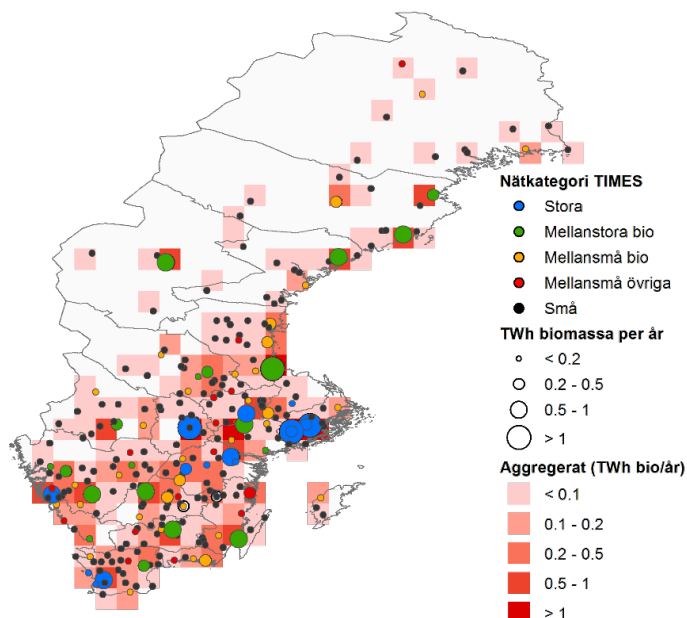 Nätkategori TIMES
Stora
Mellanstora bio
Mellansmå bio
Mellansmå övriga
Små
TWh biomassa per år
< 0.2
0.2 - 0.5
0.5 - 1
> 1
Aggregerat (TWh bio/år)
< 0.1
0.1 - 0.2
0.2 - 0.5
0.5 - 1
> 1